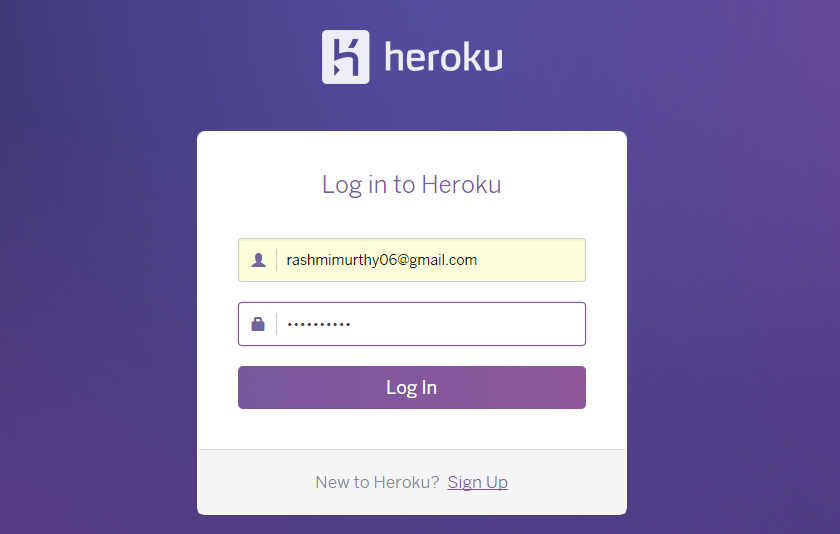 heroku
Log in to Heroku
rashmimurthy06@gmail.com
••••••••••
Log In
New to Heroku? Sign Up